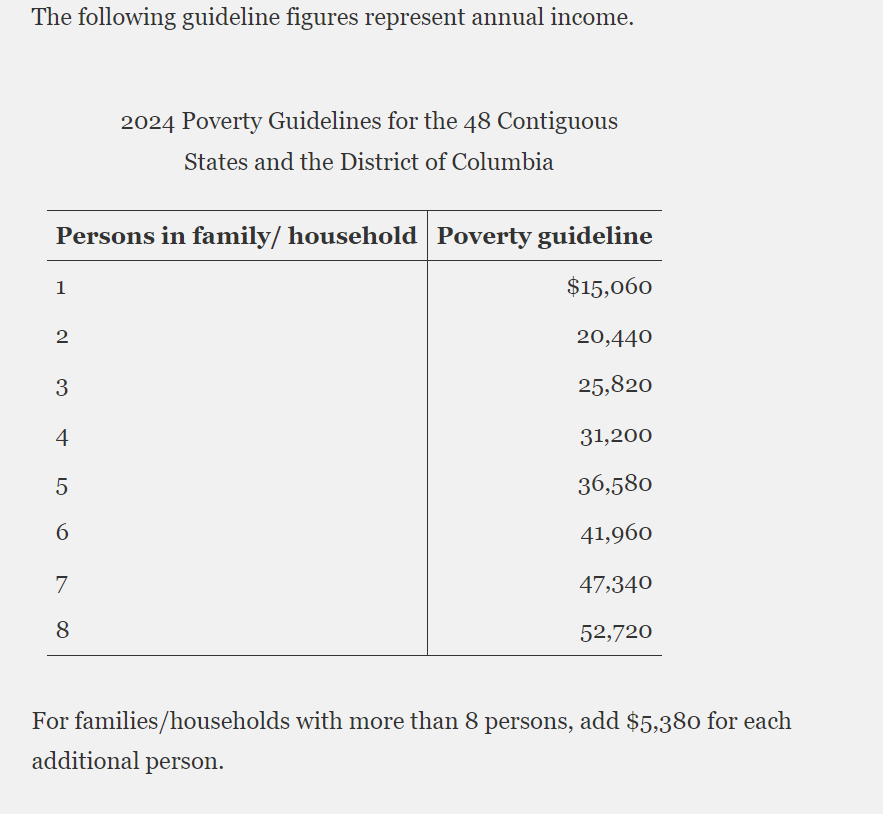 The following guideline figures represent annual income.
2024 Poverty Guidelines for the 48 Contiguous
States and the District of Columbia
Persons in family/ household Poverty guideline
1 $15,060
2 20,440
3 25,820
4 31,200
5 36,580
6 41,960
7 47,340
8 52,720
For families/households with more than 8 persons, add $5,380 for each
additional person.